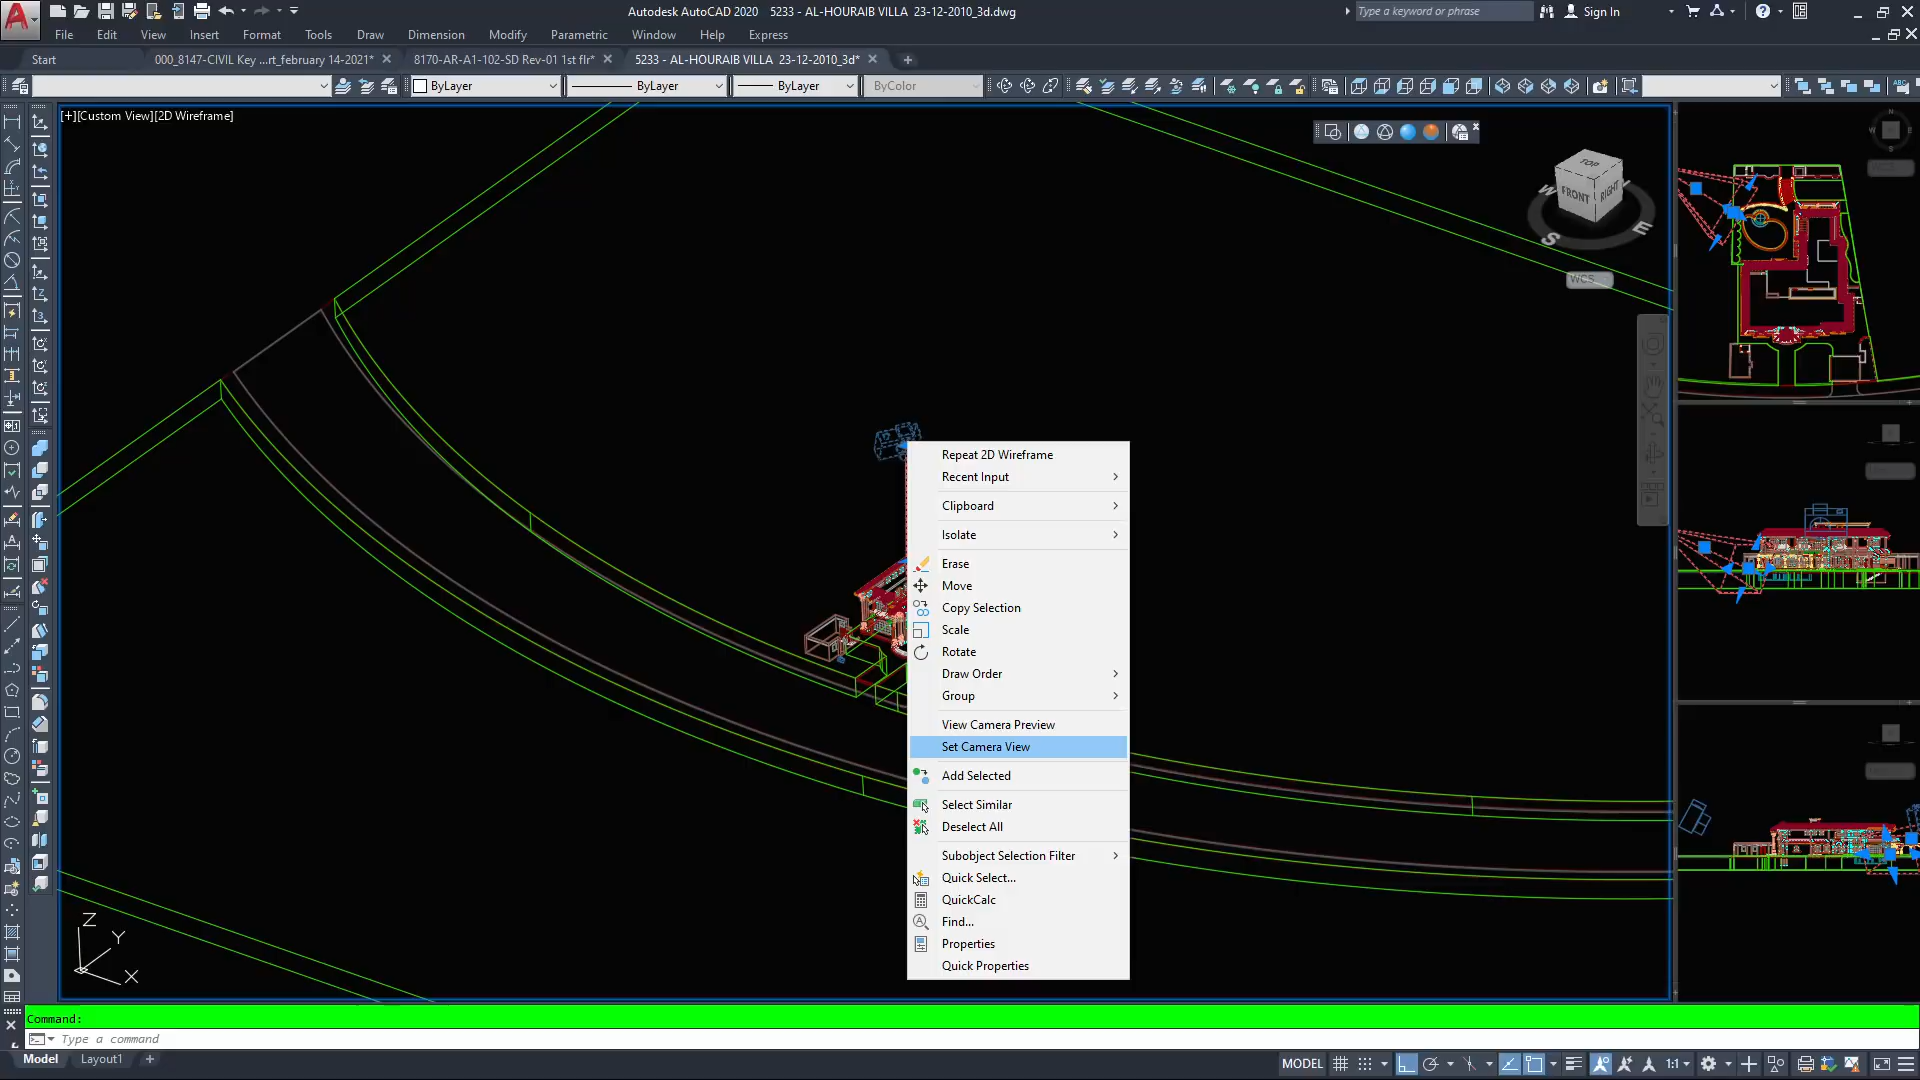 Autodesk AutoCAD 2020 5233 - AL-HOURAIB VILLA 23-12-2010_3d.dwg
Type a keyword or phrase
Sign In
File Edit View Insert Format Tools Draw Dimension Modify Parametric Window Help Express
Start
000_8147-CIVIL Key ...rt_february 14-2021*
8170-AR-A1-102-SD Rev-01 1st flr*
5233 - AL-HOURAIB VILLA 23-12-2010_3d*
ByLayer
ByLayer
ByLayer
ByColor
[+][Custom View][2D Wireframe]
TOP
FRONT
RIGHT
W
S
E
WCS
N
W
E
S
Repeat 2D Wireframe
Recent Input
Clipboard
Isolate
Erase
Move
Copy Selection
Scale
Rotate
Draw Order
Group
View Camera Preview
Set Camera View
Add Selected
Select Similar
Deselect All
Subobject Selection Filter
Quick Select...
QuickCalc
Find...
Properties
Quick Properties
Z
Y
X
Command:
Type a command
Model
Layout1
MODEL
1:1